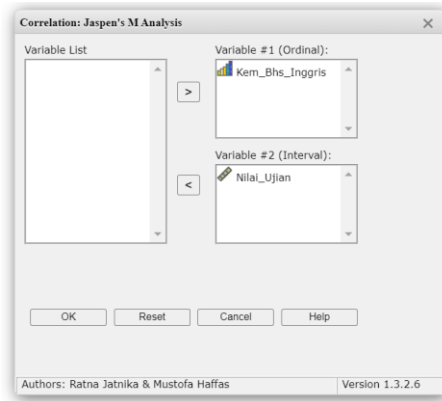 Correlation: Jaspen's M Analysis
Variable List
Variable #1 (Ordinal):
Kem_Bhs_Inggris
>
Variable #2 (Interval):
Nilai_Ujian
<
OK Reset Cancel Help
Authors: Ratna Jatnika & Mustofa Haffas Version 1.3.2.6